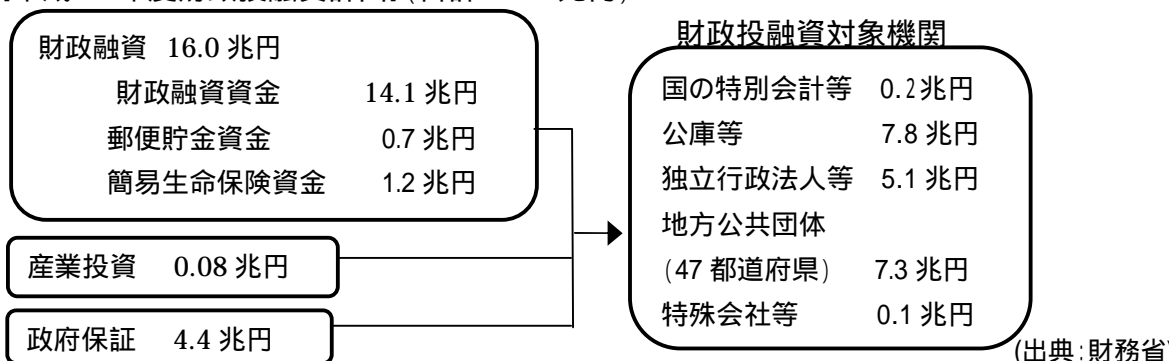 財政融資 16.0 兆円
財政融資資金 14.1 兆円
郵便貯金資金 0.7 兆円
簡易生命保険資金 1.2 兆円
産業投資 0.08 兆円
政府保証 4.4 兆円
財政投融資対象機関
国の特別会計等 0.2兆円
公庫等 7.8 兆円
独立行政法人等 5.1 兆円
地方公共団体
(47 都道府県) 7.3 兆円
特殊会社等 0.1 兆円
(出典:財務省)